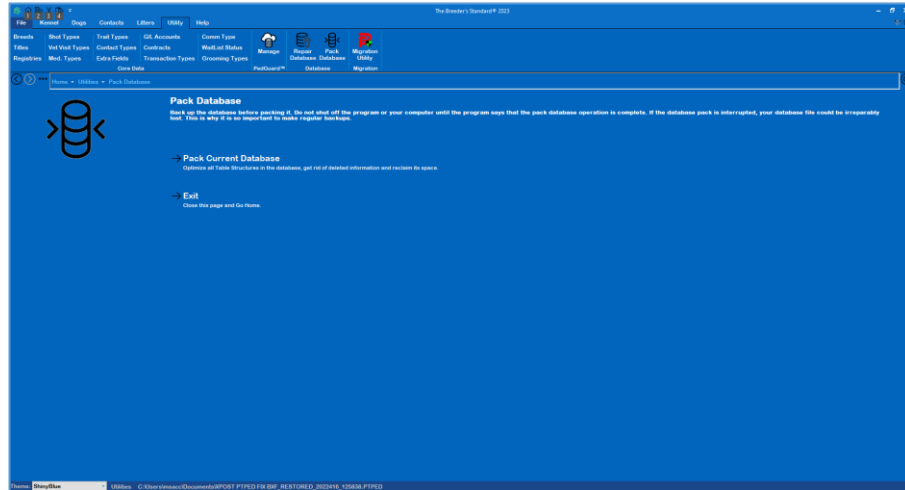 The Breeder's Standard® 2023
1 2 3 4
File Kennel Dogs Contacts Litters Utility Help
Breeds Shot Types Trait Types G/L Accounts Comm Type
Titles Vet Visit Types Contact Types Contracts WaitList Status
Registries Med. Types Extra Fields Transaction Types Grooming Types
Manage Repair Database Pack Database Migration Utility
Core Data PedGuard™ Database Migration
Home Utilities Pack Database
Pack Database
Back up the database before packing it. Do not shut off the program or your computer until the program says that the pack database operation is complete. If the database pack is interrupted, your database file could be irreparably
lost. This is why it is so important to make regular backups.
Pack Current Database
Optimize all Table Structures in the database, get rid of deleted information and reclaim its space.
Exit
Close this page and Go Home.
Theme: ShinyBlue Utilities